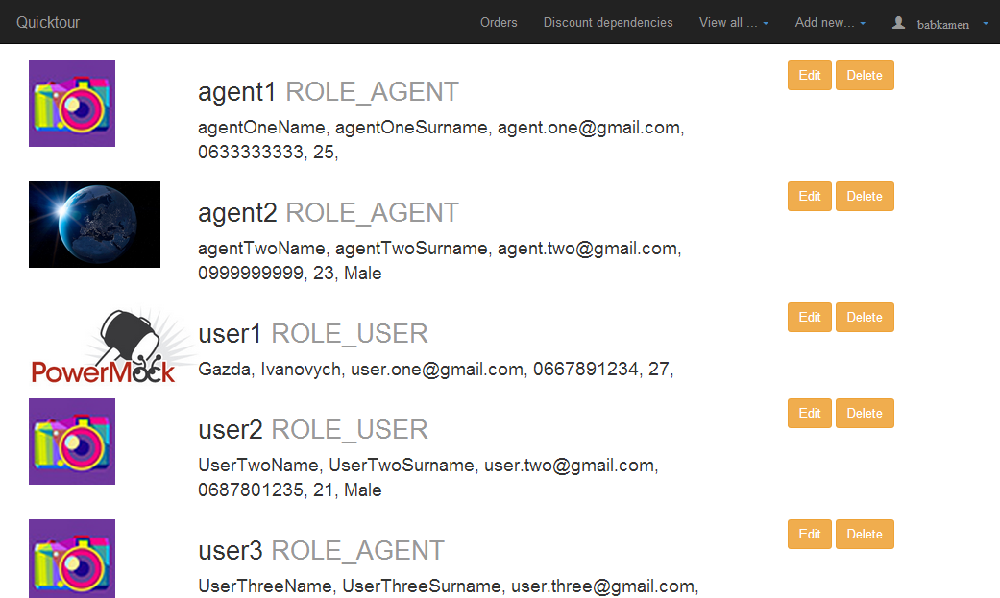 Quicktour Orders Discount dependencies View all ... Add new... babkamen
agent1 ROLE_AGENT Edit Delete
agentOneName, agentOneSurname, agent.one@gmail.com,
0633333333, 25,
agent2 ROLE_AGENT Edit Delete
agentTwoName, agentTwoSurname, agent.two@gmail.com,
0999999999, 23, Male
PowerMock
user1 ROLE_USER Edit Delete
Gazda, Ivanovych, user.one@gmail.com, 0667891234, 27,
user2 ROLE_USER Edit Delete
UserTwoName, UserTwoSurname, user.two@gmail.com,
0687801235, 21, Male
user3 ROLE_AGENT Edit Delete
UserThreeName, UserThreeSurname, user.three@gmail.com,